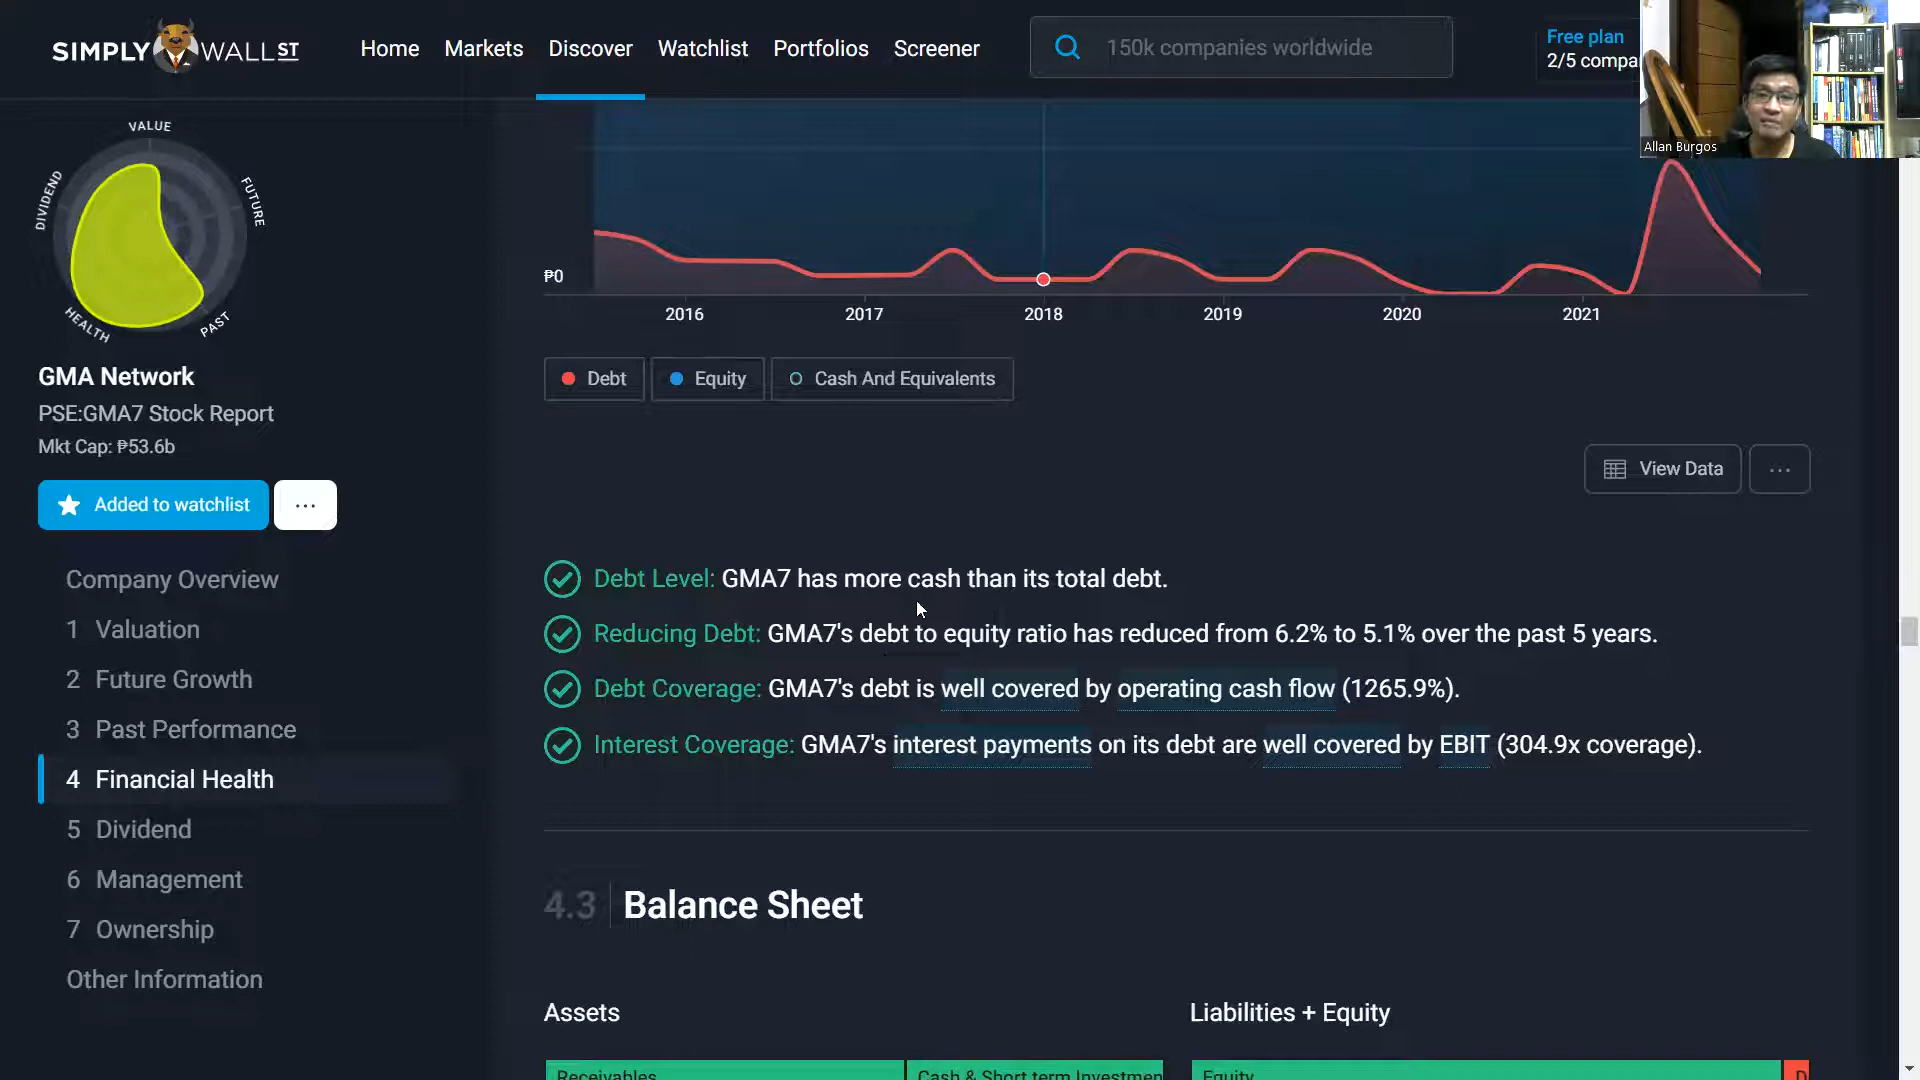 SIMPLY WALL ST
Home
Markets
Discover
Watchlist
Portfolios
Screener
150k companies worldwide
Free plan
2/5 compa
Allan Burgos
VALUE
FUTURE
PAST
HEALTH
DIVIDEND
GMA Network
PSE:GMA7 Stock Report
Mkt Cap: ₱53.6b
Added to watchlist
...
Company Overview
1 Valuation
2 Future Growth
3 Past Performance
4 Financial Health
5 Dividend
6 Management
7 Ownership
Other Information
₱0
2016
2017
2018
2019
2020
2021
Debt
Equity
Cash And Equivalents
View Data
...
Debt Level: GMA7 has more cash than its total debt.
Reducing Debt: GMA7's debt to equity ratio has reduced from 6.2% to 5.1% over the past 5 years.
Debt Coverage: GMA7's debt is well covered by operating cash flow (1265.9%).
Interest Coverage: GMA7's interest payments on its debt are well covered by EBIT (304.9x coverage).
4.3 Balance Sheet
Assets
Liabilities + Equity
Receivables
Cash & Short term Investmen
Equity
D